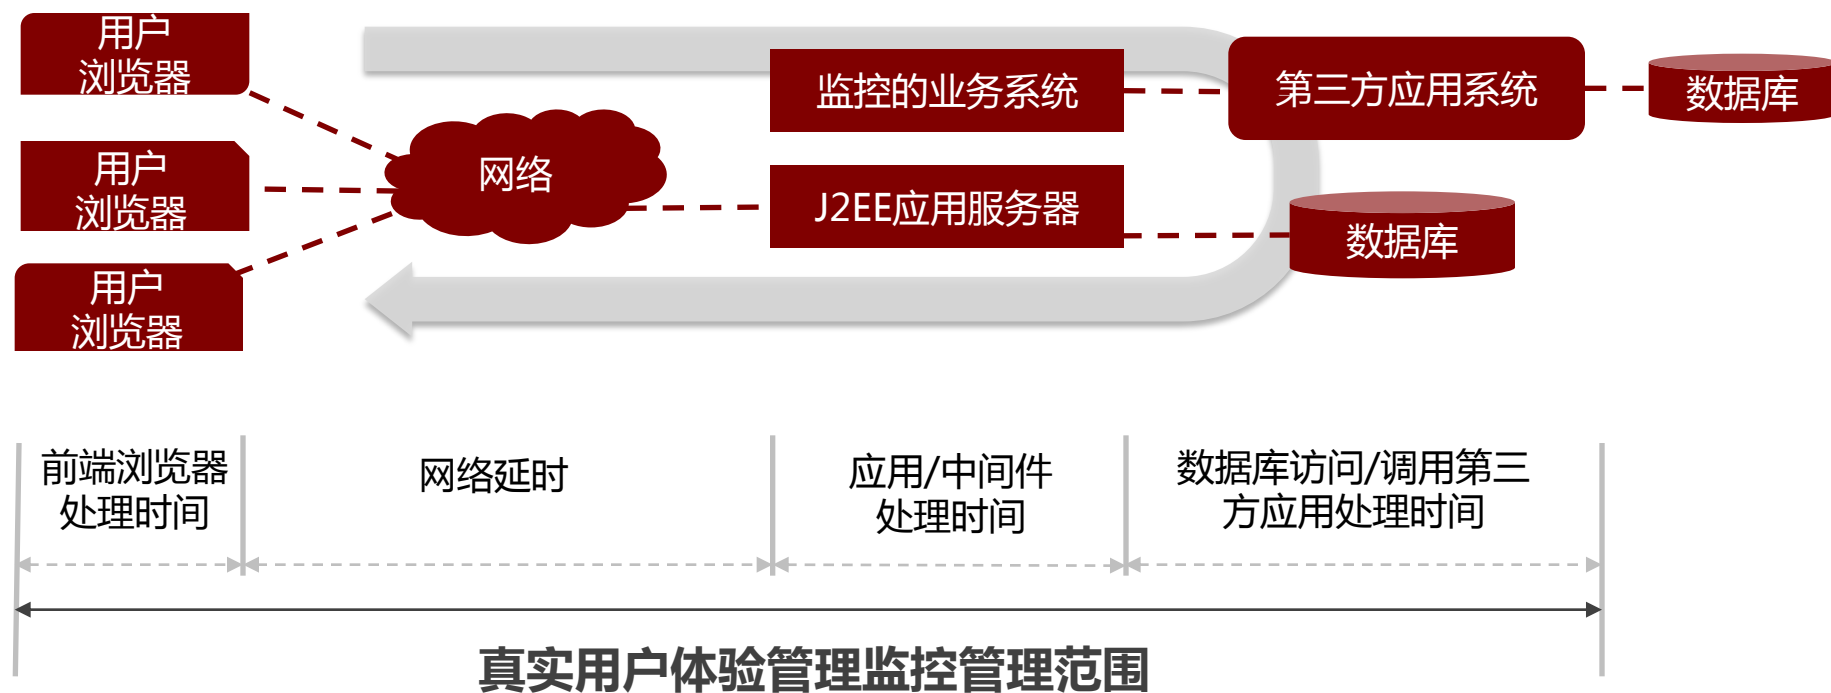 用户
浏览器
用户
浏览器
用户
浏览器
网络
监控的业务系统
J2EE应用服务器
第三方应用系统
数据库
数据库
前端浏览器
处理时间
网络延时
应用/中间件
处理时间
数据库访问/调用第三
方应用处理时间
真实用户体验管理监控管理范围